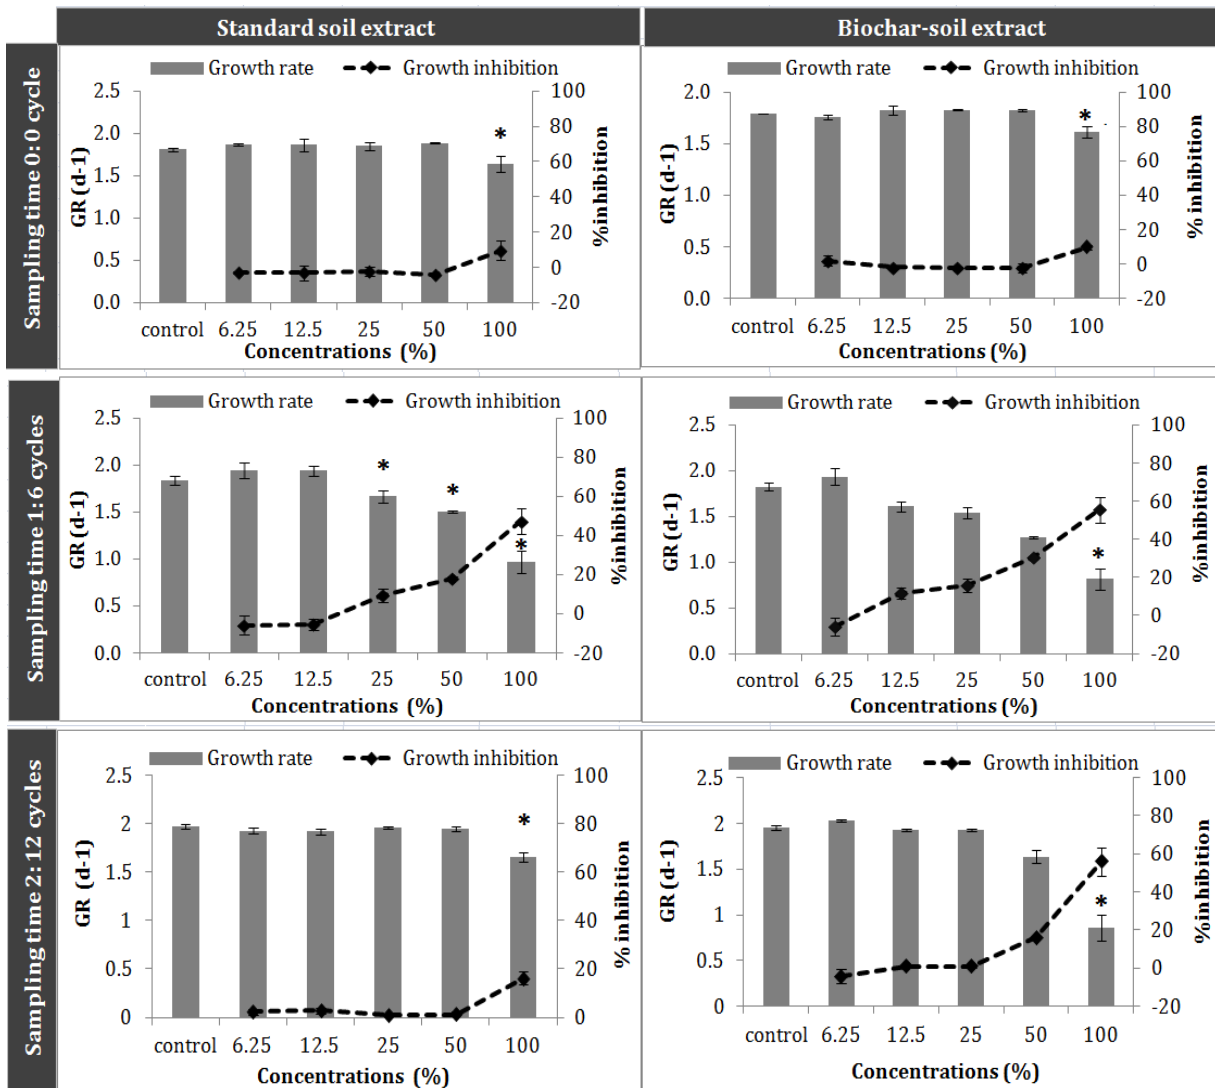 Standard soil extract
Biochar-soil extract
Sampling time 0: 0 cycle
Growth rate
Growth inhibition
2.5
2.0
1.5
1.0
0.5
0.0
GR (d-1)
100
80
60
40
20
0
-20
%inhibition
*
control 6.25 12.5 25 50 100
Concentrations (%)
Growth rate
Growth inhibition
2.0
1.5
1.0
0.5
0.0
GR (d-1)
100
80
60
40
20
0
-20
%inhibition
*
control 6.25 12.5 25 50 100
Concentrations (%)
Sampling time 1: 6 cycles
Growth rate
Growth inhibition
2.5
2.0
1.5
1.0
0.5
0.0
GR (d-1)
100
80
60
40
20
0
-20
%inhibition
*
*
*
control 6.25 12.5 25 50 100
Concentrations (%)
Growth rate
Growth inhibition
2.5
2.0
1.5
1.0
0.5
0.0
GR (d-1)
100
80
60
40
20
0
-20
%inhibition
*
control 6.25 12.5 25 50 100
Concentrations (%)
Sampling time 2: 12 cycles
Growth rate
Growth inhibition
2.5
2
1.5
1
0.5
0
GR (d-1)
100
80
60
40
20
0
% inhibition
*
control 6.25 12.5 25 50 100
Concentrations (%)
Growth rate
Growth inhibition
2.5
2
1.5
1
0.5
0
GR (d-1)
100
80
60
40
20
0
-20
%inhibition
*
control 6.25 12.5 25 50 100
Concentrations (%)